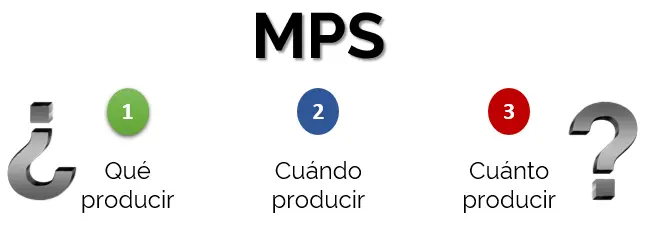 MPS
¿
1
2
3
?
Qué
producir
Cuándo
producir
Cuánto
producir